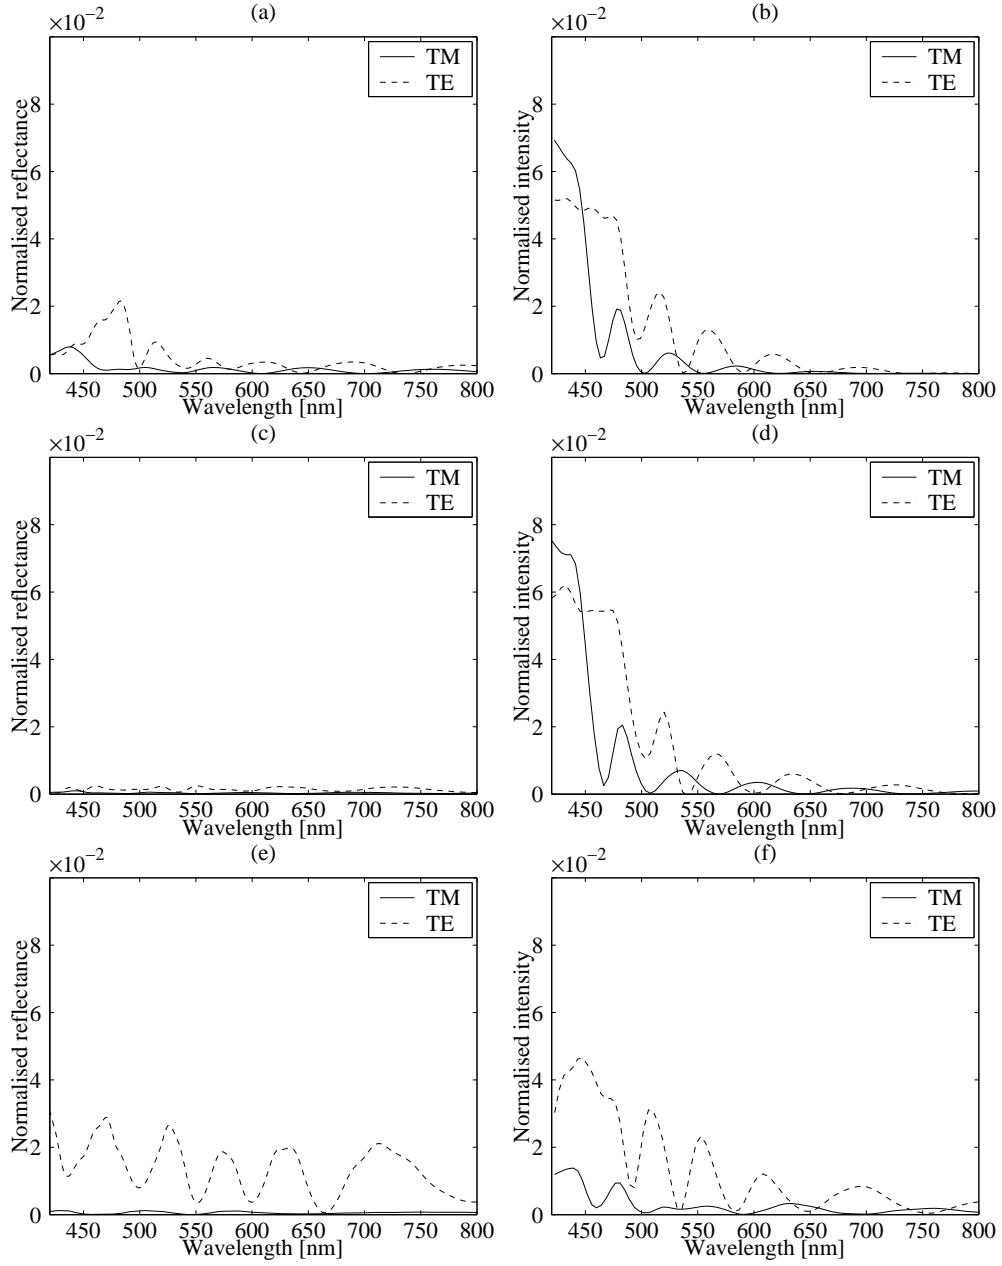 (a)
×10⁻²
Normalised reflectance
8
6
4
2
0
TM
TE
450 500 550 600 650 700 750 800
Wavelength [nm]
(b)
×10⁻²
Normalised intensity
8
6
4
2
0
TM
TE
450 500 550 600 650 700 750 800
Wavelength [nm]
(c)
×10⁻²
Normalised reflectance
8
6
4
2
0
TM
TE
450 500 550 600 650 700 750 800
Wavelength [nm]
(d)
×10⁻²
Normalised intensity
8
6
4
2
0
TM
TE
450 500 550 600 650 700 750 800
Wavelength [nm]
(e)
×10⁻²
Normalised reflectance
8
6
4
2
0
TM
TE
450 500 550 600 650 700 750 800
Wavelength [nm]
(f)
×10⁻²
Normalised intensity
8
6
4
2
0
TM
TE
450 500 550 600 650 700 750 800
Wavelength [nm]